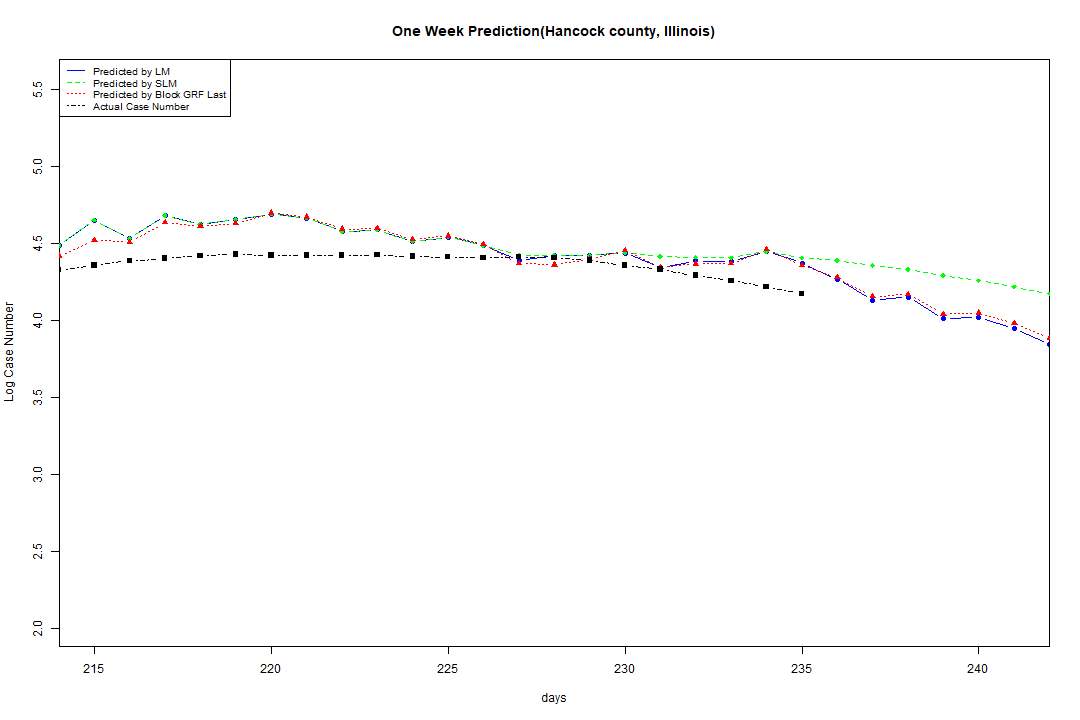 One Week Prediction(Hancock county, Illinois)
Predicted by LM
Predicted by SLM
Predicted by Block GRF Last
Actual Case Number
Log Case Number
5.5
5.0
4.5
4.0
3.5
3.0
2.5
2.0
215 220 225 230 235 240
days